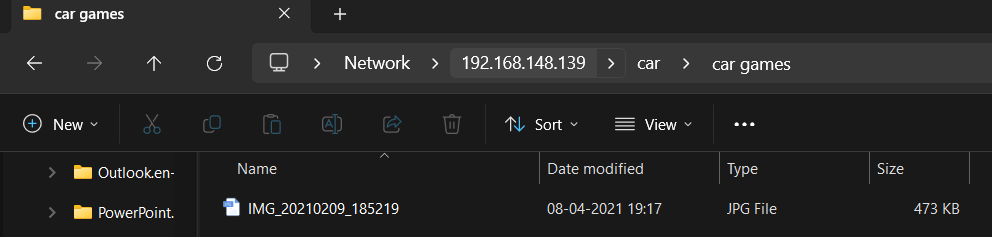 car games
Network 192.168.148.139 car car games
New Sort View
Name Date modified Type Size
Outlook.en-
IMG_20210209_185219 08-04-2021 19:17 JPG File 473 KB
PowerPoint.